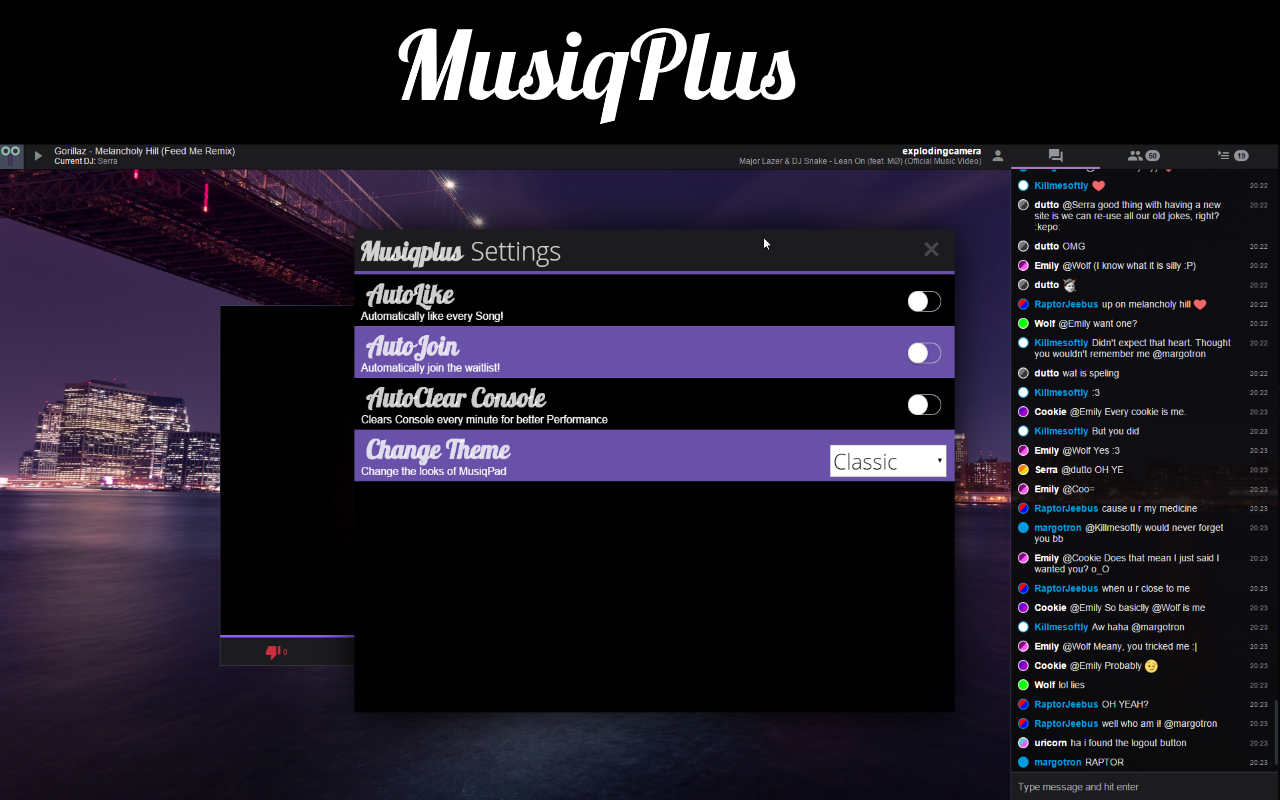 MusiqPlus
Gorillaz - Melancholy Hill (Feed Me Remix)
Current DJ: Serra
explodingcamera
Major Lazer & DJ Snake - Lean On (feat. MØ) (Official Music Video)
50
19
Musiqplus Settings
AutoLike
Automatically like every Song!
AutoJoin
Automatically join the waitlist!
AutoClear Console
Clears Console every minute for better Performance
Change Theme
Change the looks of MusiqPad
Classic
0
Killmesoftly 20:22
dutto @Serra good thing with having a new 20:22
site is we can re-use all our old jokes, right?
:kepo:
dutto OMG 20:22
Emily @Wolf (I know what it is silly :P) 20:22
dutto 20:22
RaptorJeebus up on melancholy hill 20:22
Wolf @Emily want one? 20:22
Killmesoftly Didn't expect that heart. Thought 20:22
you wouldn't remember me @margotron
dutto wat is speling 20:22
Killmesoftly :3 20:22
Cookie @Emily Every cookie is me. 20:23
Killmesoftly But you did 20:23
Emily @Wolf Yes :3 20:23
Serra @dutto OH YE 20:23
Emily @Coo= 20:23
RaptorJeebus cause u r my medicine 20:23
margotron @Killmesoftly would never forget 20:23
you bb
Emily @Cookie Does that mean I just said I 20:23
wanted you? o_O
RaptorJeebus when u r close to me 20:23
Cookie @Emily So basiclly @Wolf is me 20:23
Killmesoftly Aw haha @margotron 20:23
Emily @Wolf Meany, you tricked me :| 20:23
Cookie @Emily Probably 20:23
Wolf lol lies 20:23
RaptorJeebus OH YEAH? 20:23
RaptorJeebus well who am i! @margotron 20:23
uricorn ha i found the logout button 20:23
margotron RAPTOR 20:23
Type message and hit enter